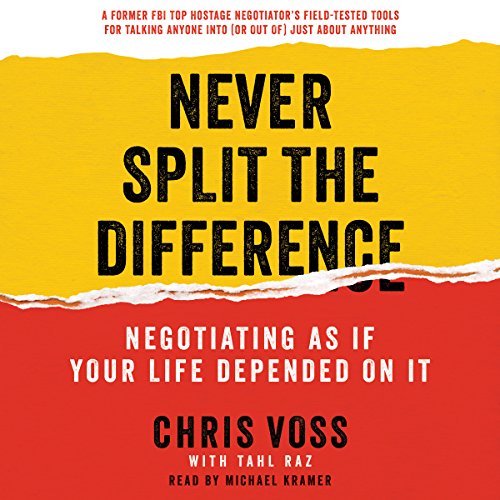 A FORMER FBI TOP HOSTAGE NEGOTIATOR'S FIELD-TESTED TOOLS
FOR TALKING ANYONE INTO (OR OUT OF) JUST ABOUT ANYTHING
NEVER
SPLIT THE
DIFFERENCE
NEGOTIATING AS IF
YOUR LIFE DEPENDED ON IT
CHRIS VOSS
WITH TAHL RAZ
READ BY MICHAEL KRAMER